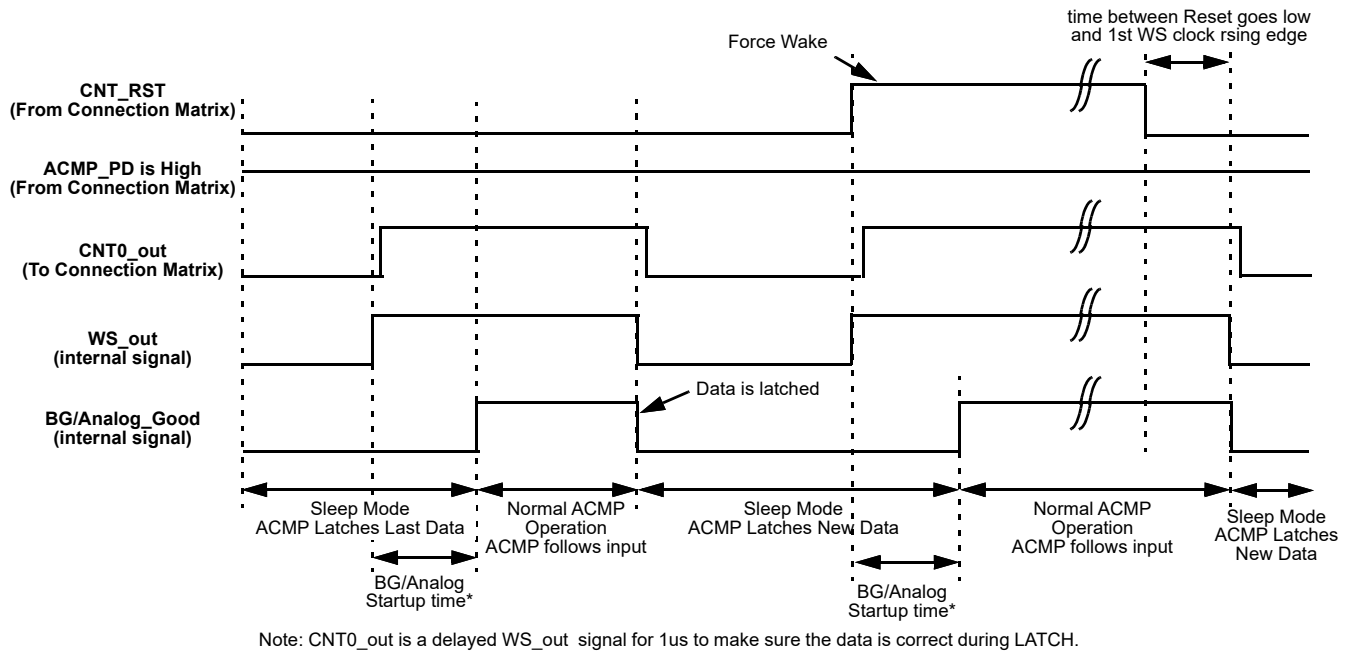 time between Reset goes low
and 1st WS clock rsing edge
Force Wake
CNT_RST
(From Connection Matrix)
ACMP_PD is High
(From Connection Matrix)
CNT0_out
(To Connection Matrix)
WS_out
(internal signal)
Data is latched
BG/Analog_Good
(internal signal)
Sleep Mode
ACMP Latches Last Data
Normal ACMP
Operation
ACMP follows input
Sleep Mode
ACMP Latches New Data
Normal ACMP
Operation
ACMP follows input
Sleep Mode
ACMP Latches
New Data
BG/Analog
Startup time*
BG/Analog
Startup time*
Note: CNT0_out is a delayed WS_out signal for 1us to make sure the data is correct during LATCH.